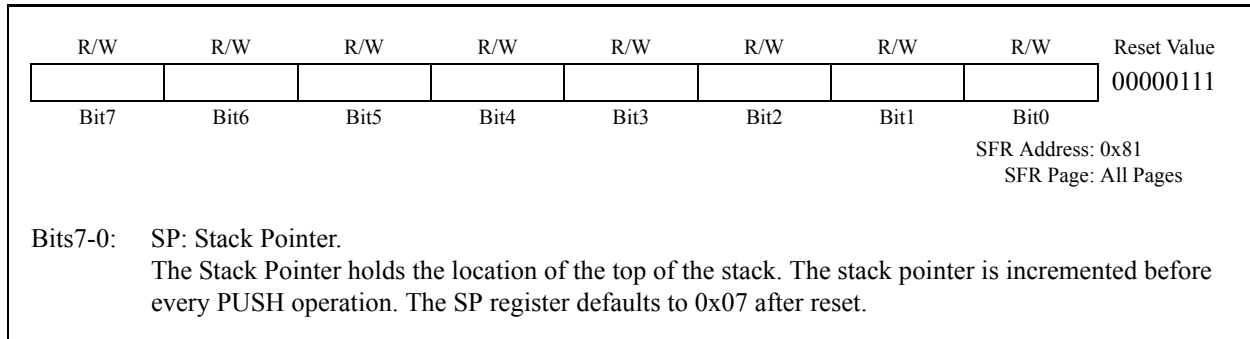 R/W R/W R/W R/W R/W R/W R/W R/W Reset Value
00000111
Bit7 Bit6 Bit5 Bit4 Bit3 Bit2 Bit1 Bit0
SFR Address: 0x81
SFR Page: All Pages
Bits7-0: SP: Stack Pointer.
The Stack Pointer holds the location of the top of the stack. The stack pointer is incremented before
every PUSH operation. The SP register defaults to 0x07 after reset.